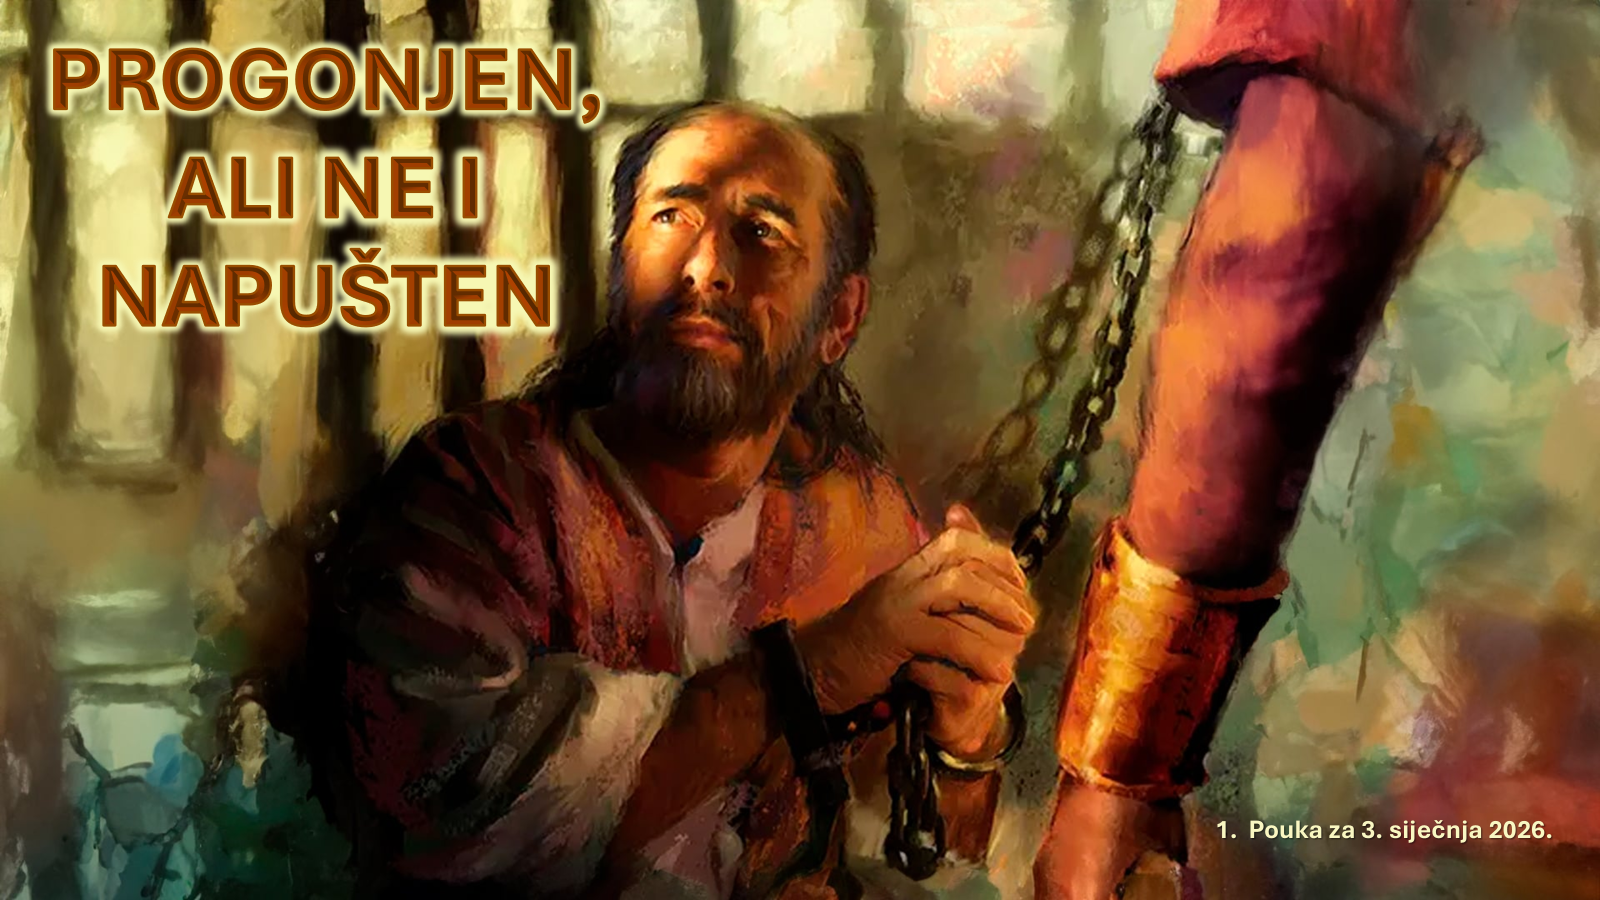 PROGONJEN,
ALI NE I
NAPUŠTEN
1. Pouka za 3. siječnja 2026.